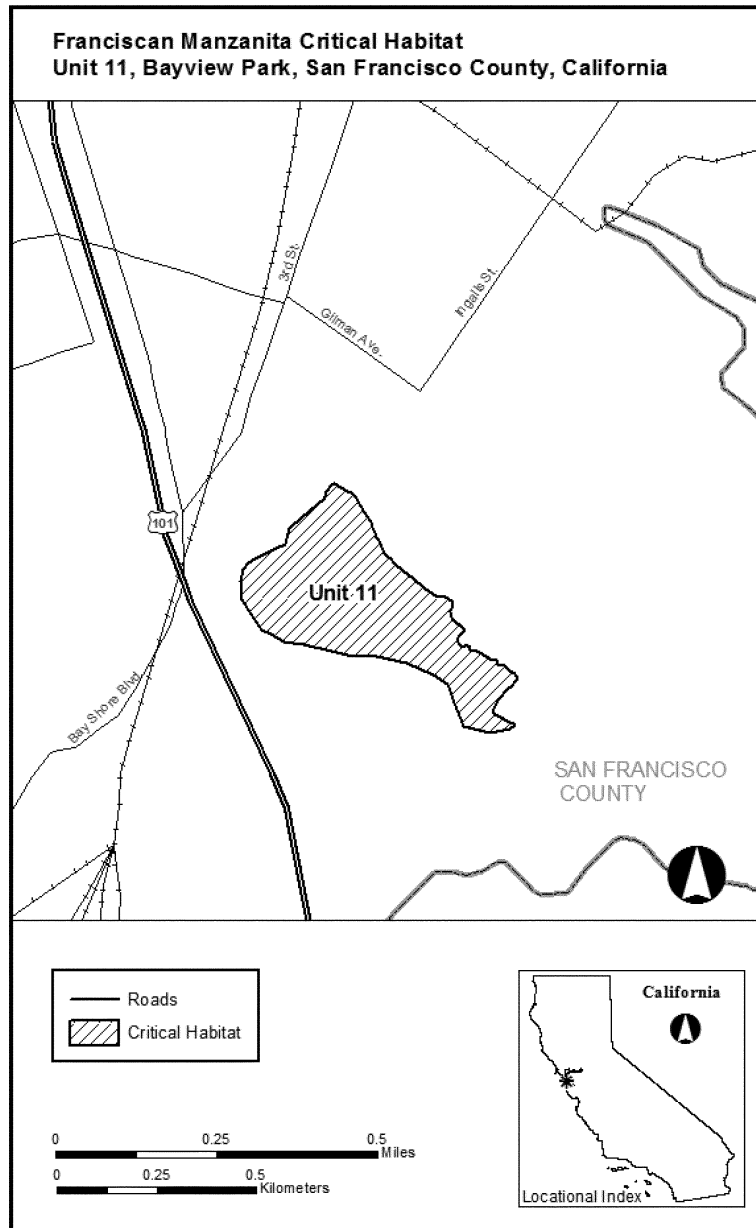 Franciscan Manzanita Critical Habitat
Unit 11, Bayview Park, San Francisco County, California
3rd St.
Ingalls St.
Gilman Ave.
101
Unit 11
Bay Shore Blvd.
SAN FRANCISCO
COUNTY
Roads
Critical Habitat
California
0 0.25 0.5
Miles
0 0.25 0.5
Kilometers
Locational Index